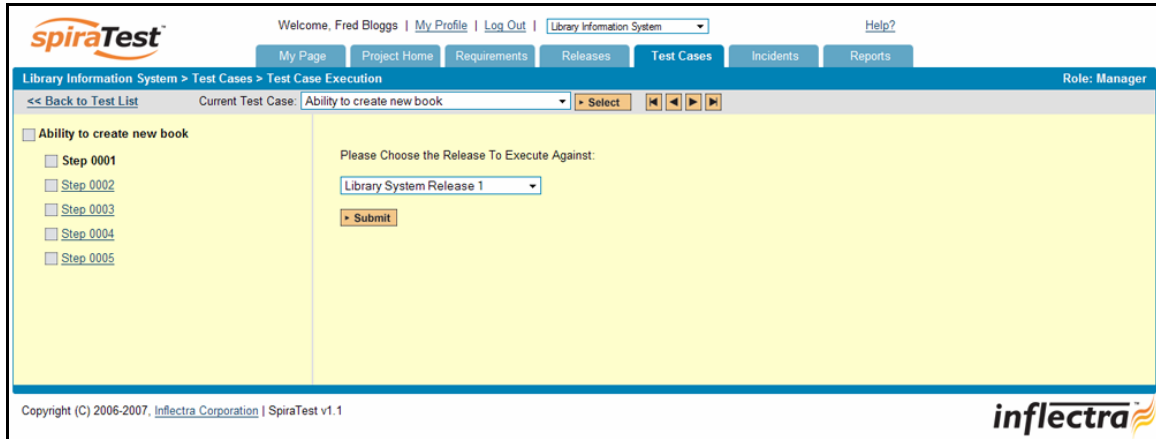 spiraTest™
Welcome, Fred Bloggs | My Profile | Log Out | Library Information System Help?
My Page Project Home Requirements Releases Test Cases Incidents Reports
Library Information System > Test Cases > Test Case Execution Role: Manager
<< Back to Test List Current Test Case: Ability to create new book Select
Ability to create new book
Step 0001
Step 0002
Step 0003
Step 0004
Step 0005
Please Choose the Release To Execute Against:
Library System Release 1
Submit
Copyright (C) 2006-2007, Inflectra Corporation | SpiraTest v1.1
inflectra™